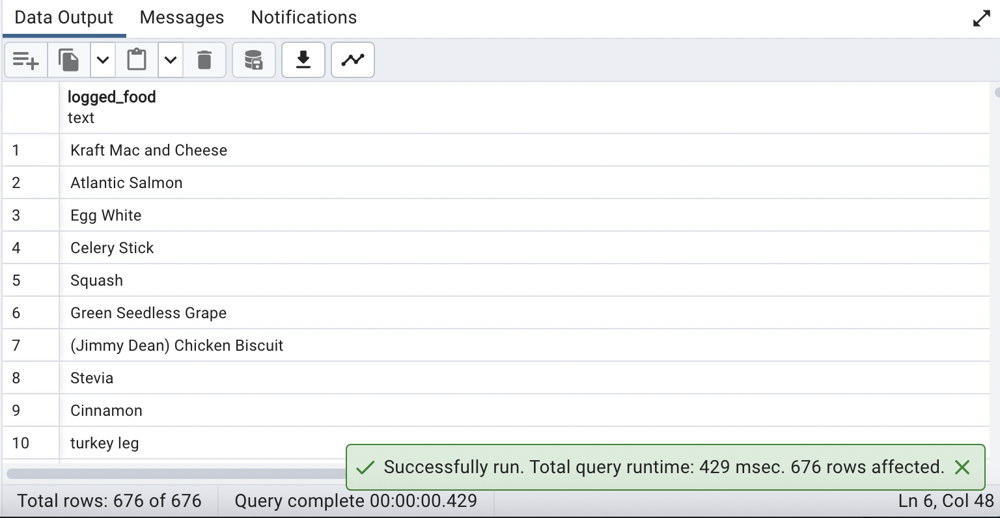 Data Output Messages Notifications
logged_food
text
1 Kraft Mac and Cheese
2 Atlantic Salmon
3 Egg White
4 Celery Stick
5 Squash
6 Green Seedless Grape
7 (Jimmy Dean) Chicken Biscuit
8 Stevia
9 Cinnamon
10 turkey leg
Successfully run. Total query runtime: 429 msec. 676 rows affected.
Total rows: 676 of 676 Query complete 00:00:00.429 Ln 6, Col 48